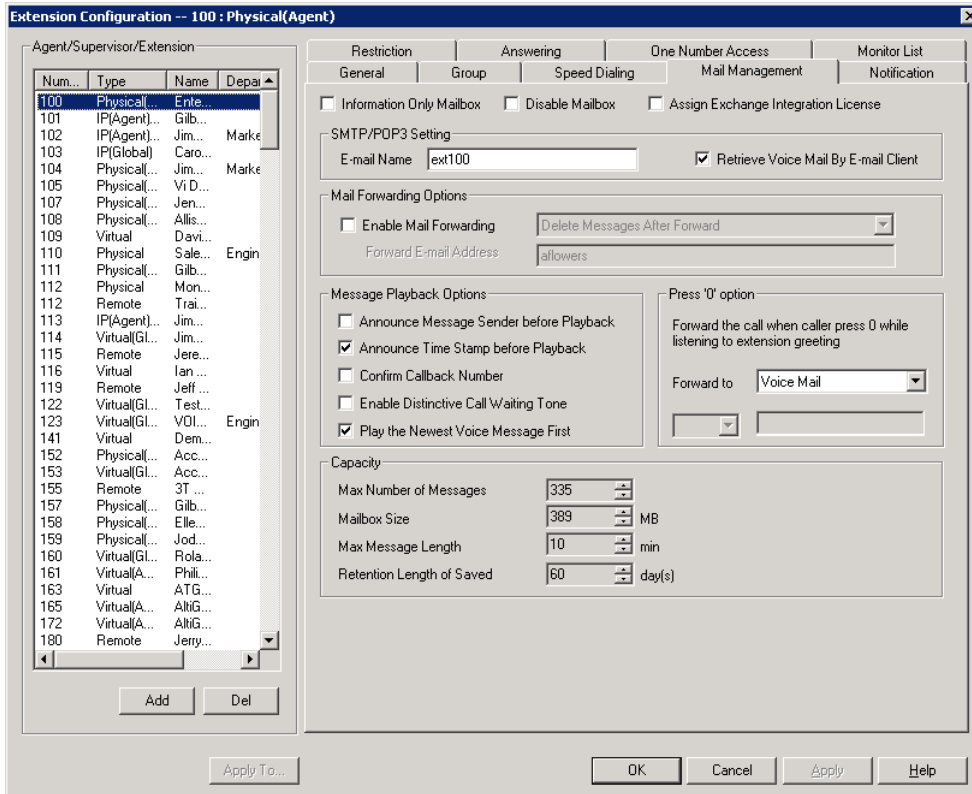 Extension Configuration -- 100 : Physical(Agent)
Agent/Supervisor/Extension
Num... Type Name Depar
100 Physical(... Ente...
101 IP(Agent)... Gilb...
102 IP(Agent)... Jim... Marke
103 IP(Global) Caro...
104 Physical(... Jim... Marke
105 Physical(... Vi D...
107 Physical(... Jen...
108 Physical(... Allis...
109 Virtual Davi...
110 Physical Sale... Engin
111 Physical(... Gilb...
112 Physical Mon...
112 Remote Trai...
113 IP(Agent)... Jim...
114 Virtual(Gl... Jim...
115 Remote Jere...
116 Virtual Ian ...
119 Remote Jeff ...
122 Virtual(Gl... Test...
123 Virtual(Gl... VOI... Engin
141 Virtual Dem...
152 Physical(... Acc...
153 Virtual(Gl... Acc...
155 Remote 3T ...
157 Physical(... Gilb...
158 Physical(... Elle...
159 Physical(... Jod...
160 Virtual(Gl... Rola...
161 Virtual(A... Phili...
163 Virtual ATG...
165 Virtual(A... AltiG...
172 Virtual(A... AltiG...
180 Remote Jerry...
Add Del
Restriction Answering One Number Access Monitor List
General Group Speed Dialing Mail Management Notification
Information Only Mailbox Disable Mailbox Assign Exchange Integration License
SMTP/POP3 Setting
E-mail Name ext100 Retrieve Voice Mail By E-mail Client
Mail Forwarding Options
Enable Mail Forwarding Delete Messages After Forward
Forward E-mail Address aflowers
Message Playback Options
Announce Message Sender before Playback
Announce Time Stamp before Playback
Confirm Callback Number
Enable Distinctive Call Waiting Tone
Play the Newest Voice Message First
Press '0' option
Forward the call when caller press 0 while
listening to extension greeting
Forward to Voice Mail
Capacity
Max Number of Messages 335
Mailbox Size 389 MB
Max Message Length 10 min
Retention Length of Saved 60 day(s)
Apply To... OK Cancel Apply Help